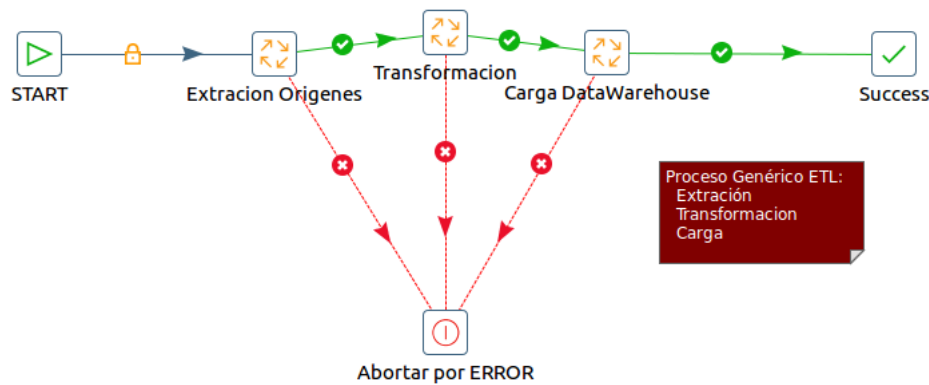 START
Extracion Origenes
Transformacion
Carga DataWarehouse
Success
Proceso Genérico ETL:
Extración
Transformacion
Carga
Abortar por ERROR